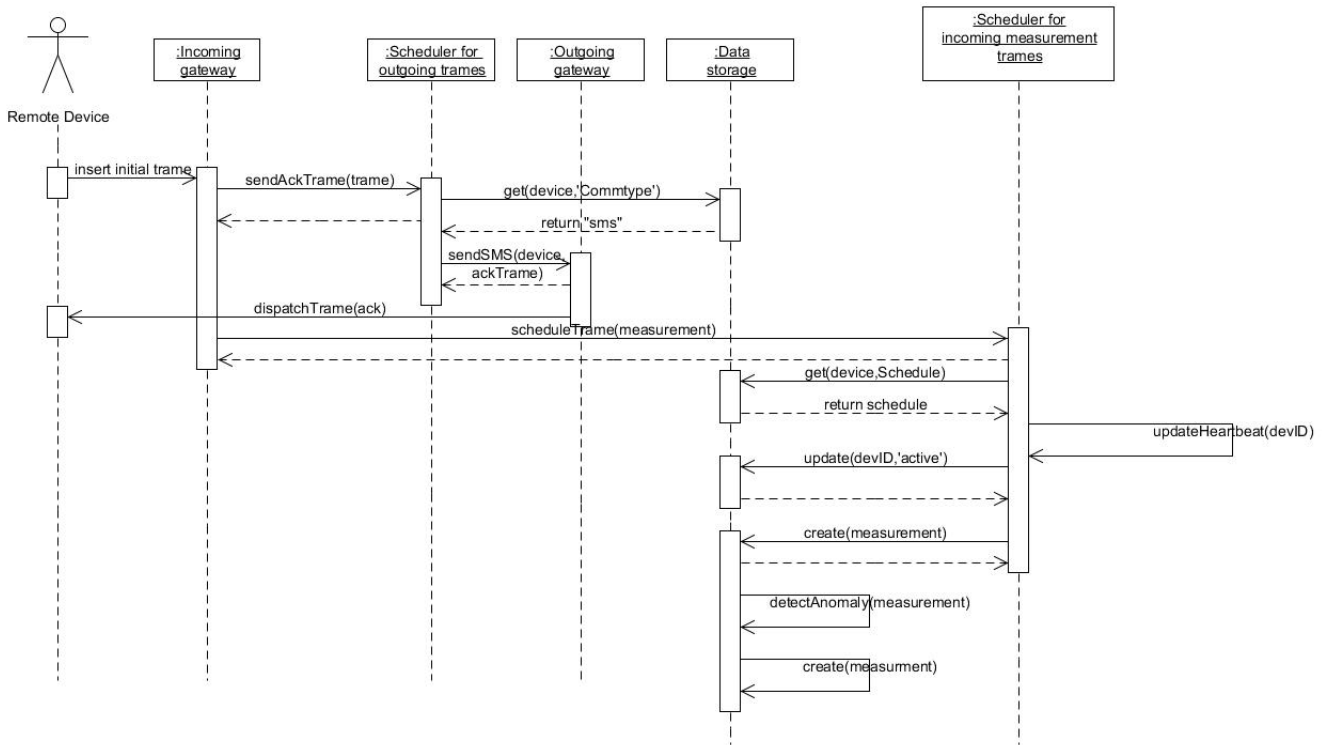 :Incoming
gateway
:Scheduler for
outgoing trames
:Outgoing
gateway
:Data
storage
:Scheduler for
incoming measurement
trames
Remote Device
insert initial trame
sendAckTrame(trame)
get(device,'Commtype')
return "sms"
sendSMS(device,
ackTrame)
dispatchTrame(ack)
scheduleTrame(measurement)
get(device,Schedule)
return schedule
updateHeartbeat(devID)
update(devID,'active')
create(measurement)
detectAnomaly(measurement)
create(measurment)